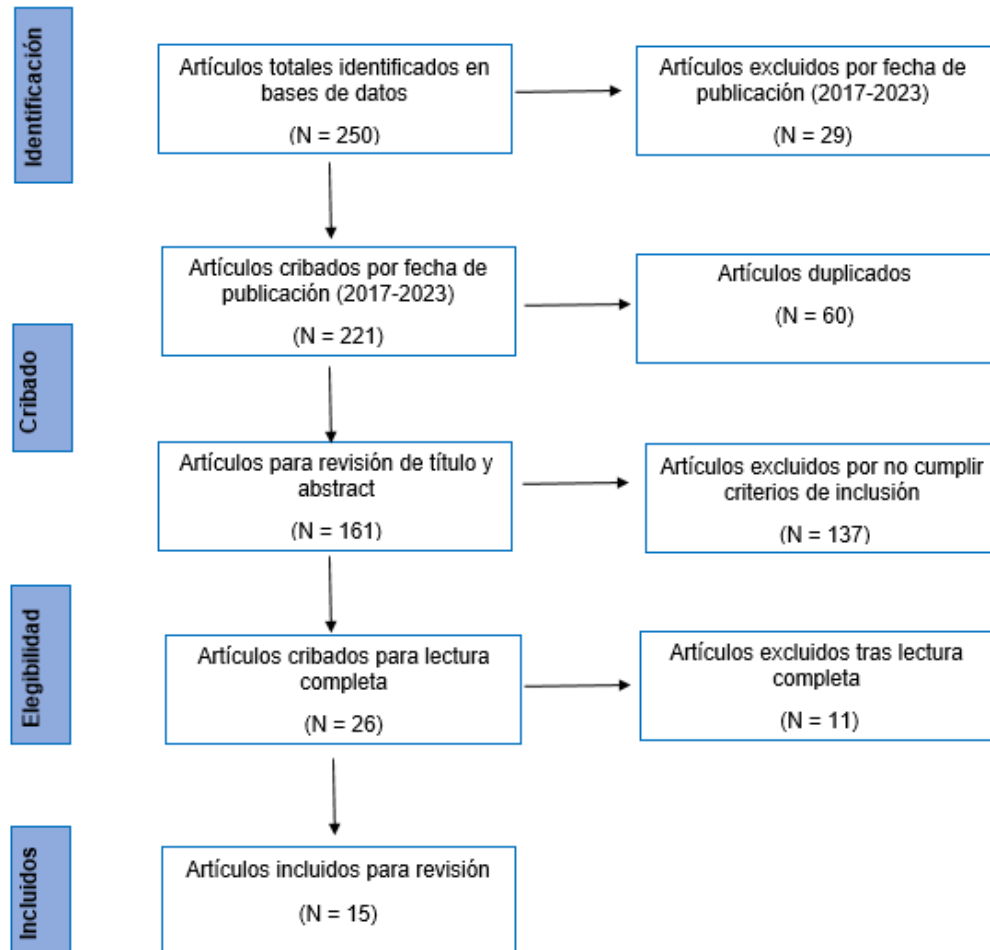 Identificación
Artículos totales identificados en
bases de datos
(N = 250)
Artículos excluidos por fecha de
publicación (2017-2023)
(N = 29)
Cribado
Artículos cribados por fecha de
publicación (2017-2023)
(N = 221)
Artículos duplicados
(N = 60)
Artículos para revisión de título y
abstract
(N = 161)
Artículos excluidos por no cumplir
criterios de inclusión
(N = 137)
Elegibilidad
Artículos cribados para lectura
completa
(N = 26)
Artículos excluidos tras lectura
completa
(N = 11)
Incluidos
Artículos incluidos para revisión
(N = 15)